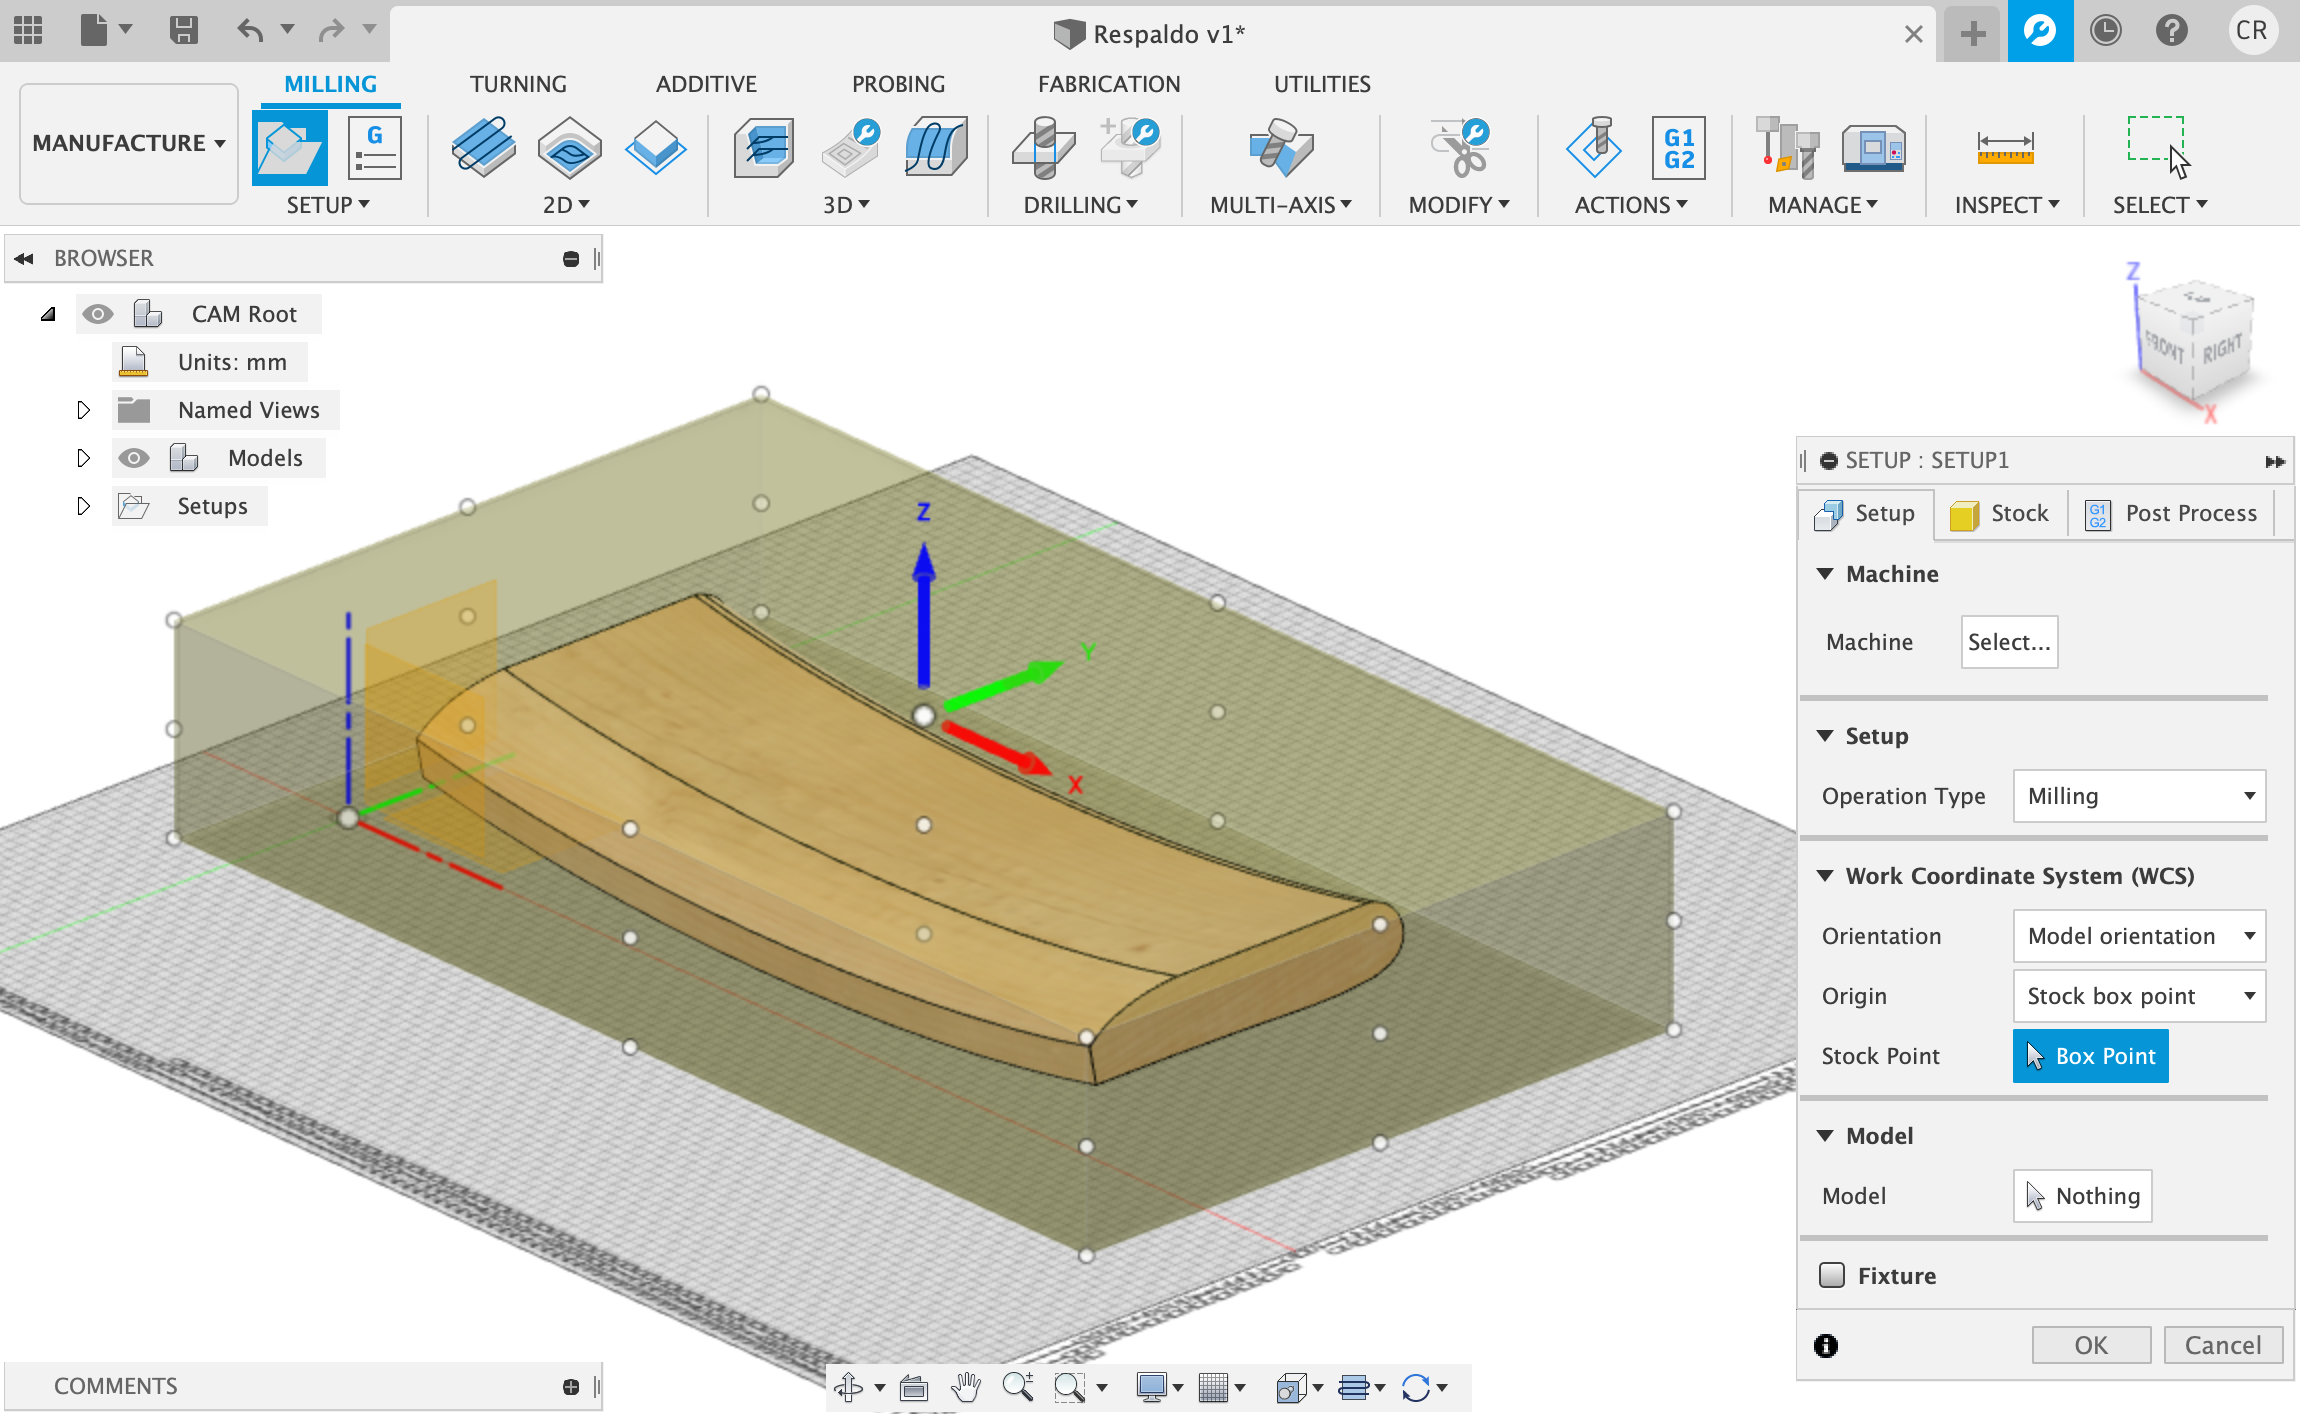 Respaldo v1*
CR
MANUFACTURE
MILLING
TURNING
ADDITIVE
PROBING
FABRICATION
UTILITIES
G
G1
G2
SETUP
2D
3D
DRILLING
MULTI-AXIS
MODIFY
ACTIONS
MANAGE
INSPECT
SELECT
BROWSER
CAM Root
Units: mm
Named Views
Models
Setups
Z
FRONT
RIGHT
X
Z
Y
X
SETUP : SETUP1
Setup
Stock
G1
G2
Post Process
Machine
Machine
Select...
Setup
Operation Type
Milling
Work Coordinate System (WCS)
Orientation
Model orientation
Origin
Stock box point
Stock Point
Box Point
Model
Model
Nothing
Fixture
OK
Cancel
COMMENTS